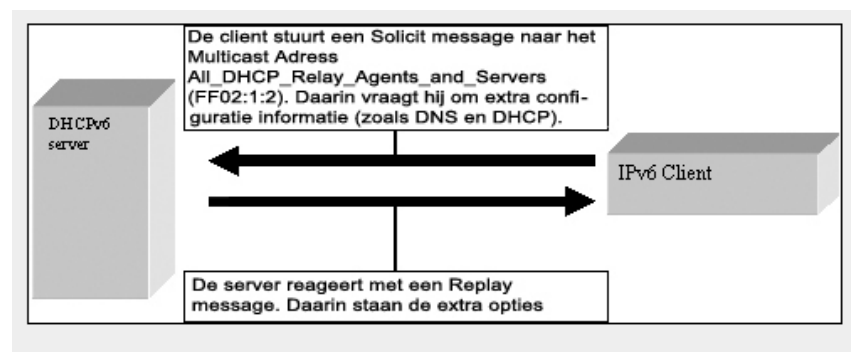 De client stuurt een Solicit message naar het
Multicast Adress
All_DHCP_Relay_Agents_and_Servers
(FF02:1:2). Daarin vraagt hij om extra confi-
guratie informatie (zoals DNS en DHCP).
DHCPv6
server
IPv6 Client
De server reageert met een Replay
message. Daarin staan de extra opties